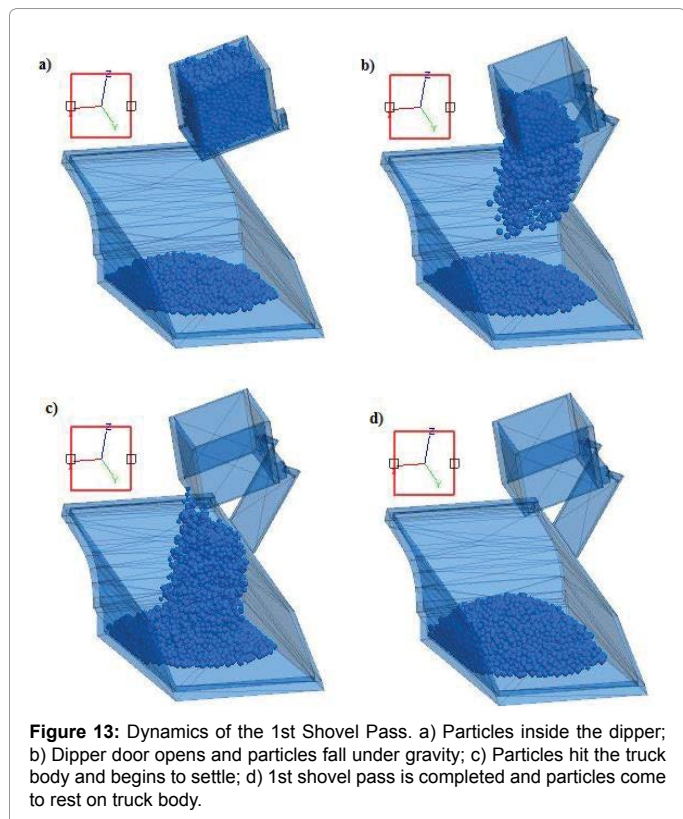 a)
b)
Z
Y
Z
Y
c)
d)
Z
Y
Z
Y
Figure 13: Dynamics of the 1st Shovel Pass. a) Particles inside the dipper;
b) Dipper door opens and particles fall under gravity; c) Particles hit the truck
body and begins to settle; d) 1st shovel pass is completed and particles come
to rest on truck body.